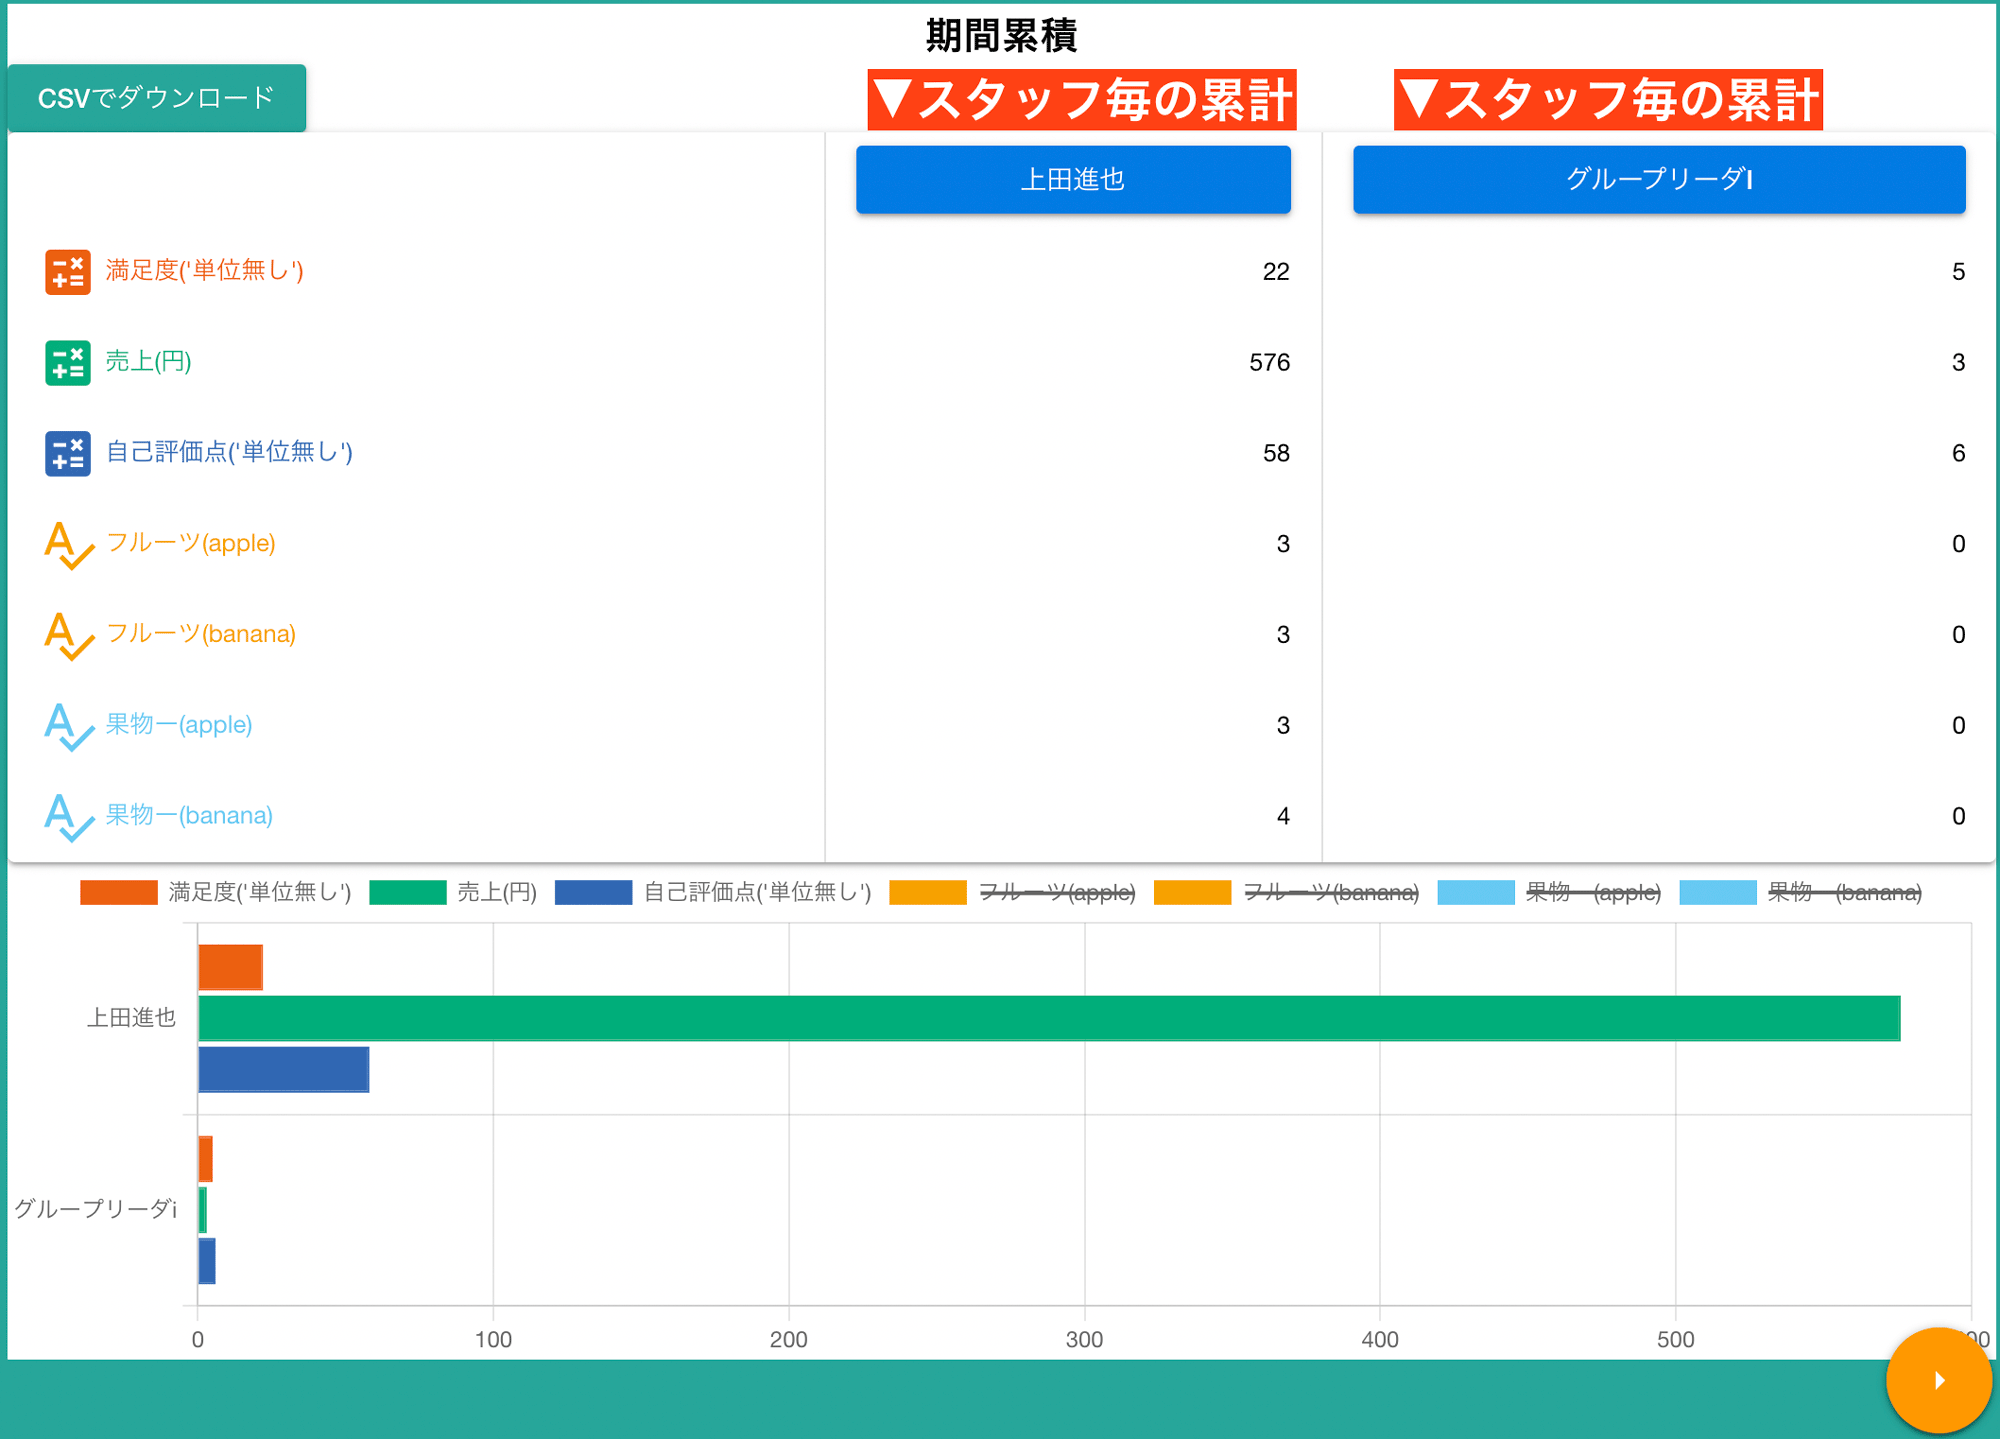 期間累積
CSVでダウンロード
▼スタッフ毎の累計 ▼スタッフ毎の累計
上田進也 グループリーダI
満足度('単位無し') 22 5
売上(円) 576 3
自己評価点('単位無し') 58 6
フルーツ(apple) 3 0
フルーツ(banana) 3 0
果物一(apple) 3 0
果物一(banana) 4 0
満足度('単位無し') 売上(円) 自己評価点('単位無し') フルーツ(apple) フルーツ(banana) 果物一(apple) 果物一(banana)
上田進也
グループリーダi
0 100 200 300 400 500